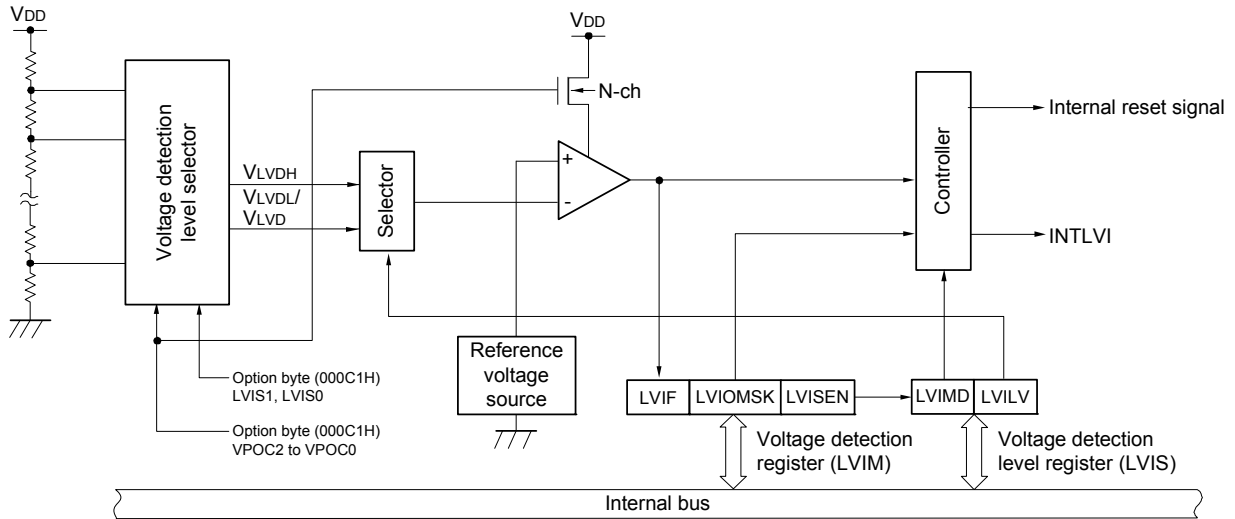 VDD
VDD
N-ch
Voltage detection
level selector
VLVDH
VLVDL/
VLVD
Selector
+
-
Controller
Internal reset signal
INTLVI
Reference
voltage
source
Option byte (000C1H)
LVIS1, LVIS0
Option byte (000C1H)
VPOC2 to VPOC0
LVIF LVIOMSK LVISEN
LVIMD LVILV
Voltage detection
register (LVIM)
Voltage detection
level register (LVIS)
Internal bus